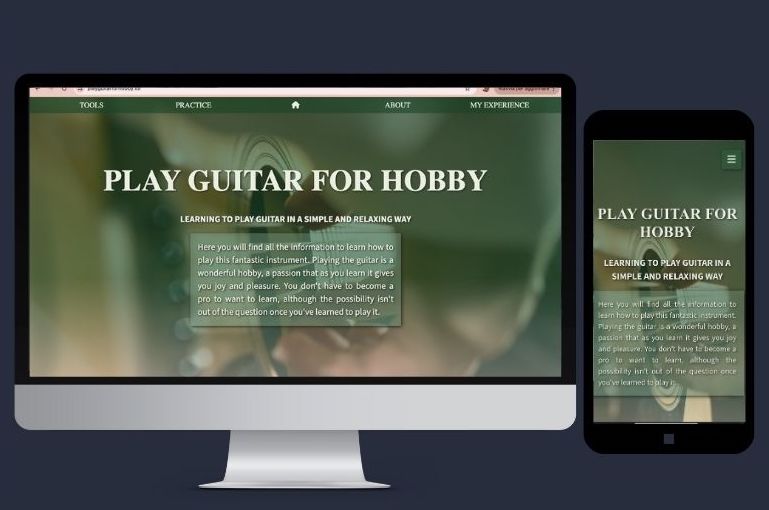 TOOLS PRACTICE ABOUT MY EXPERIENCE
PLAY GUITAR FOR HOBBY
LEARNING TO PLAY GUITAR IN A SIMPLE AND RELAXING WAY
Here you will find all the information to learn how to
play this fantastic instrument. Playing the guitar is a
wonderful hobby, a passion that as you learn it gives
you joy and pleasure. You don't have to become a
pro to want to learn, although the possibility isn't
out of the question once you've learned to play it.
PLAY GUITAR FOR
HOBBY
LEARNING TO PLAY GUITAR IN A
SIMPLE AND RELAXING WAY
Here you will find all the information to
learn how to play this fantastic instrument.
Playing the guitar is a wonderful hobby, a
passion that as you learn it gives you joy
and pleasure. You don't have to become a
pro to want to learn, although the
possibility isn't out of the question once
you've learned to play it.